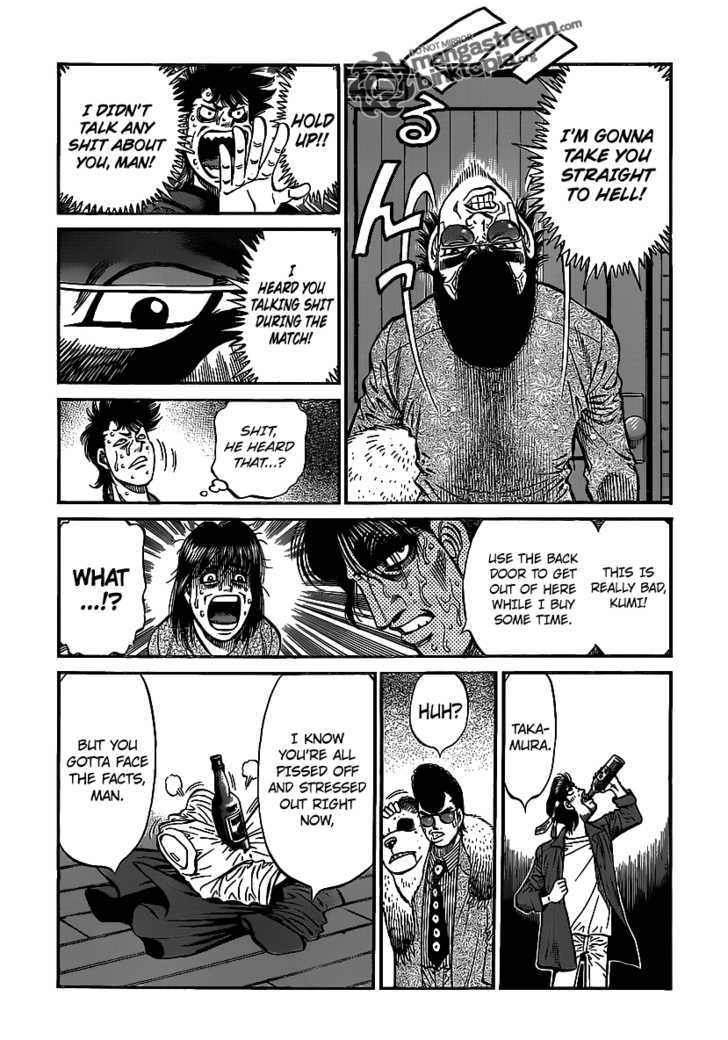 DO NOT MIRROR
mangastream.com
binktopia.org
I'M GONNA
TAKE YOU
STRAIGHT
TO HELL!
HOLD
UP!!
I DIDN'T
TALK ANY
SHIT ABOUT
YOU, MAN!
I
HEARD YOU
TALKING SHIT
DURING THE
MATCH!
SHIT,
HE HEARD
THAT...?
THIS IS
REALLY BAD,
KUMI!
USE THE BACK
DOOR TO GET
OUT OF HERE
WHILE I BUY
SOME TIME.
WHAT
...!?
TAKA-
MURA.
HUH?
I KNOW
YOU'RE ALL
PISSED OFF
AND STRESSED
OUT RIGHT
NOW,
BUT YOU
GOTTA FACE
THE FACTS,
MAN.